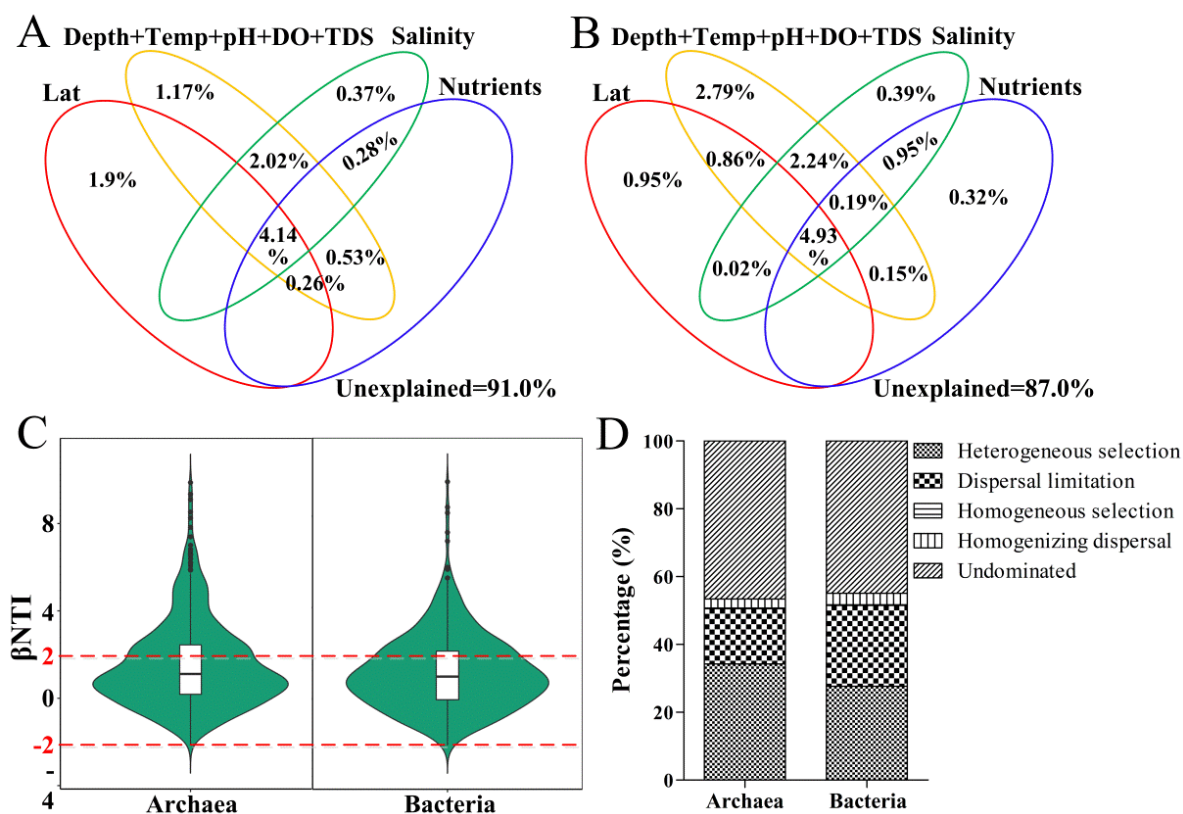 A
Depth+Temp+pH+DO+TDS Salinity
Lat
Nutrients
1.17%
0.37%
1.9%
2.02%
0.28%
4.14
%
0.53%
0.26%
Unexplained=91.0%
B
Depth+Temp+pH+DO+TDS Salinity
Lat
Nutrients
2.79%
0.39%
0.95%
0.86%
2.24%
0.95%
0.19%
0.32%
4.93
%
0.02%
0.15%
Unexplained=87.0%
C
βNTI
8
4
2
0
-2
-
4
Archaea
Bacteria
D
Percentage (%)
100
80
60
40
20
0
Archaea
Bacteria
Heterogeneous selection
Dispersal limitation
Homogeneous selection
Homogenizing dispersal
Undominated